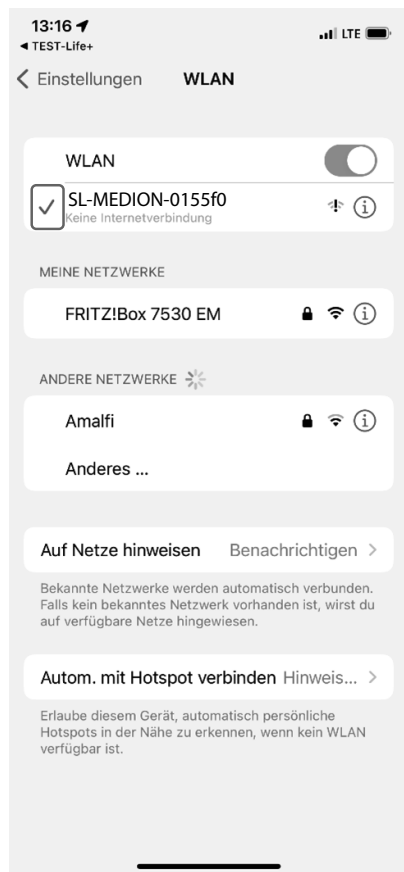 13:16
LTE
◀ TEST-Life+
Einstellungen
WLAN
WLAN
SL-MEDION-0155f0
Keine Internetverbindung
MEINE NETZWERKE
FRITZ!Box 7530 EM
ANDERE NETZWERKE
Amalfi
Anderes ...
Auf Netze hinweisen Benachrichtigen
Bekannte Netzwerke werden automatisch verbunden.
Falls kein bekanntes Netzwerk vorhanden ist, wirst du
auf verfügbare Netze hingewiesen.
Autom. mit Hotspot verbinden Hinweis...
Erlaube diesem Gerät, automatisch persönliche
Hotspots in der Nähe zu erkennen, wenn kein WLAN
verfügbar ist.